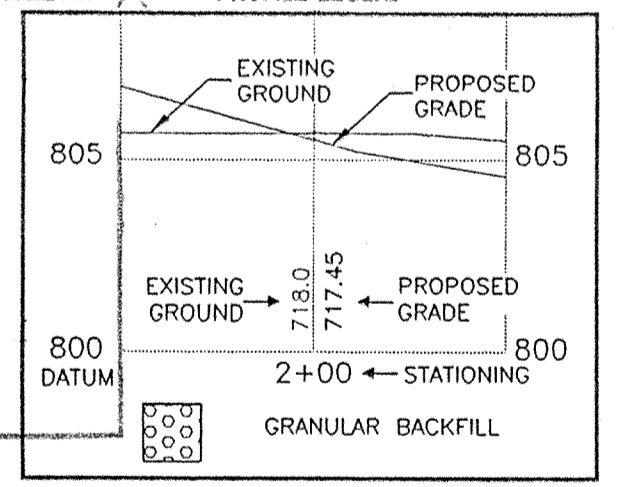 EXISTING
GROUND
PROPOSED
GRADE
805
805
EXISTING
GROUND
718.0
717.45
PROPOSED
GRADE
800
DATUM
800
2+00
STATIONING
GRANULAR BACKFILL